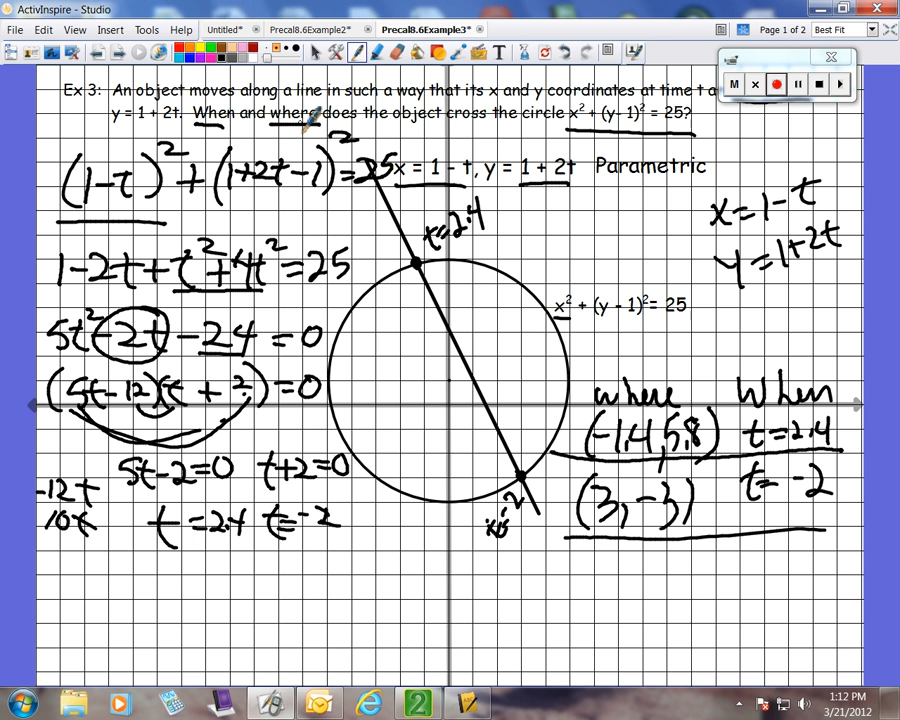 ActivInspire - Studio
File Edit View Insert Tools Help Untitled* Precal8.6Example2* Precal8.6Example3* Page 1 of 2 Best Fit
Ex 3: An object moves along a line in such a way that its x and y coordinates at time t a
y = 1 + 2t. When and where does the object cross the circle x² + (y- 1)² = 25?
M
(1-t)² + (1+2t-1)² = 25
x = 1 - t, y = 1 + 2t Parametric
x=1-t
y=1+2t
t=2.4
1-2t+t²+4t²=25
x² + (y - 1)²= 25
5t²-2t-24=0
(5t-12)(t + 2)=0
where When
(-1.4,5.8) t=2.4
(3,-3) t=-2
5t-2=0 t+2=0
-12t
10t
t=2.4 t=-2
2
1:12 PM
3/21/2012